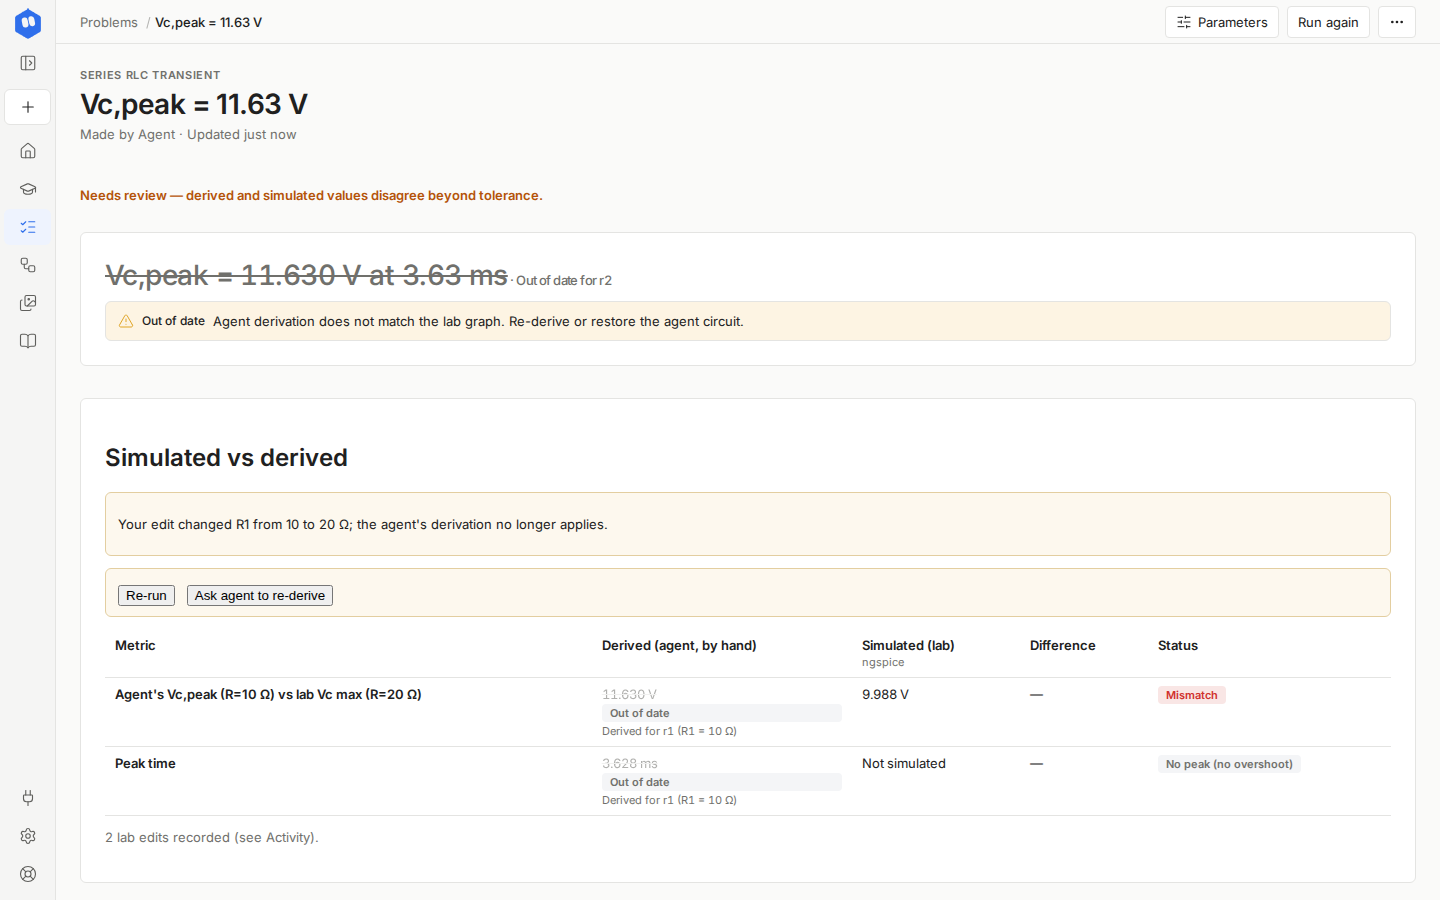 Problems / Vc,peak = 11.63 V
Parameters
Run again
SERIES RLC TRANSIENT
Vc,peak = 11.63 V
Made by Agent · Updated just now
Needs review — derived and simulated values disagree beyond tolerance.
Vc,peak = 11.630 V at 3.63 ms · Out of date for r2
Out of date Agent derivation does not match the lab graph. Re-derive or restore the agent circuit.
Simulated vs derived
Your edit changed R1 from 10 to 20 Ω; the agent's derivation no longer applies.
Re-run Ask agent to re-derive
Metric Derived (agent, by hand) Simulated (lab) Difference Status
ngspice
Agent's Vc,peak (R=10 Ω) vs lab Vc max (R=20 Ω) 11.630 V 9.988 V — Mismatch
Out of date
Derived for r1 (R1 = 10 Ω)
Peak time 3.628 ms Not simulated — No peak (no overshoot)
Out of date
Derived for r1 (R1 = 10 Ω)
2 lab edits recorded (see Activity).